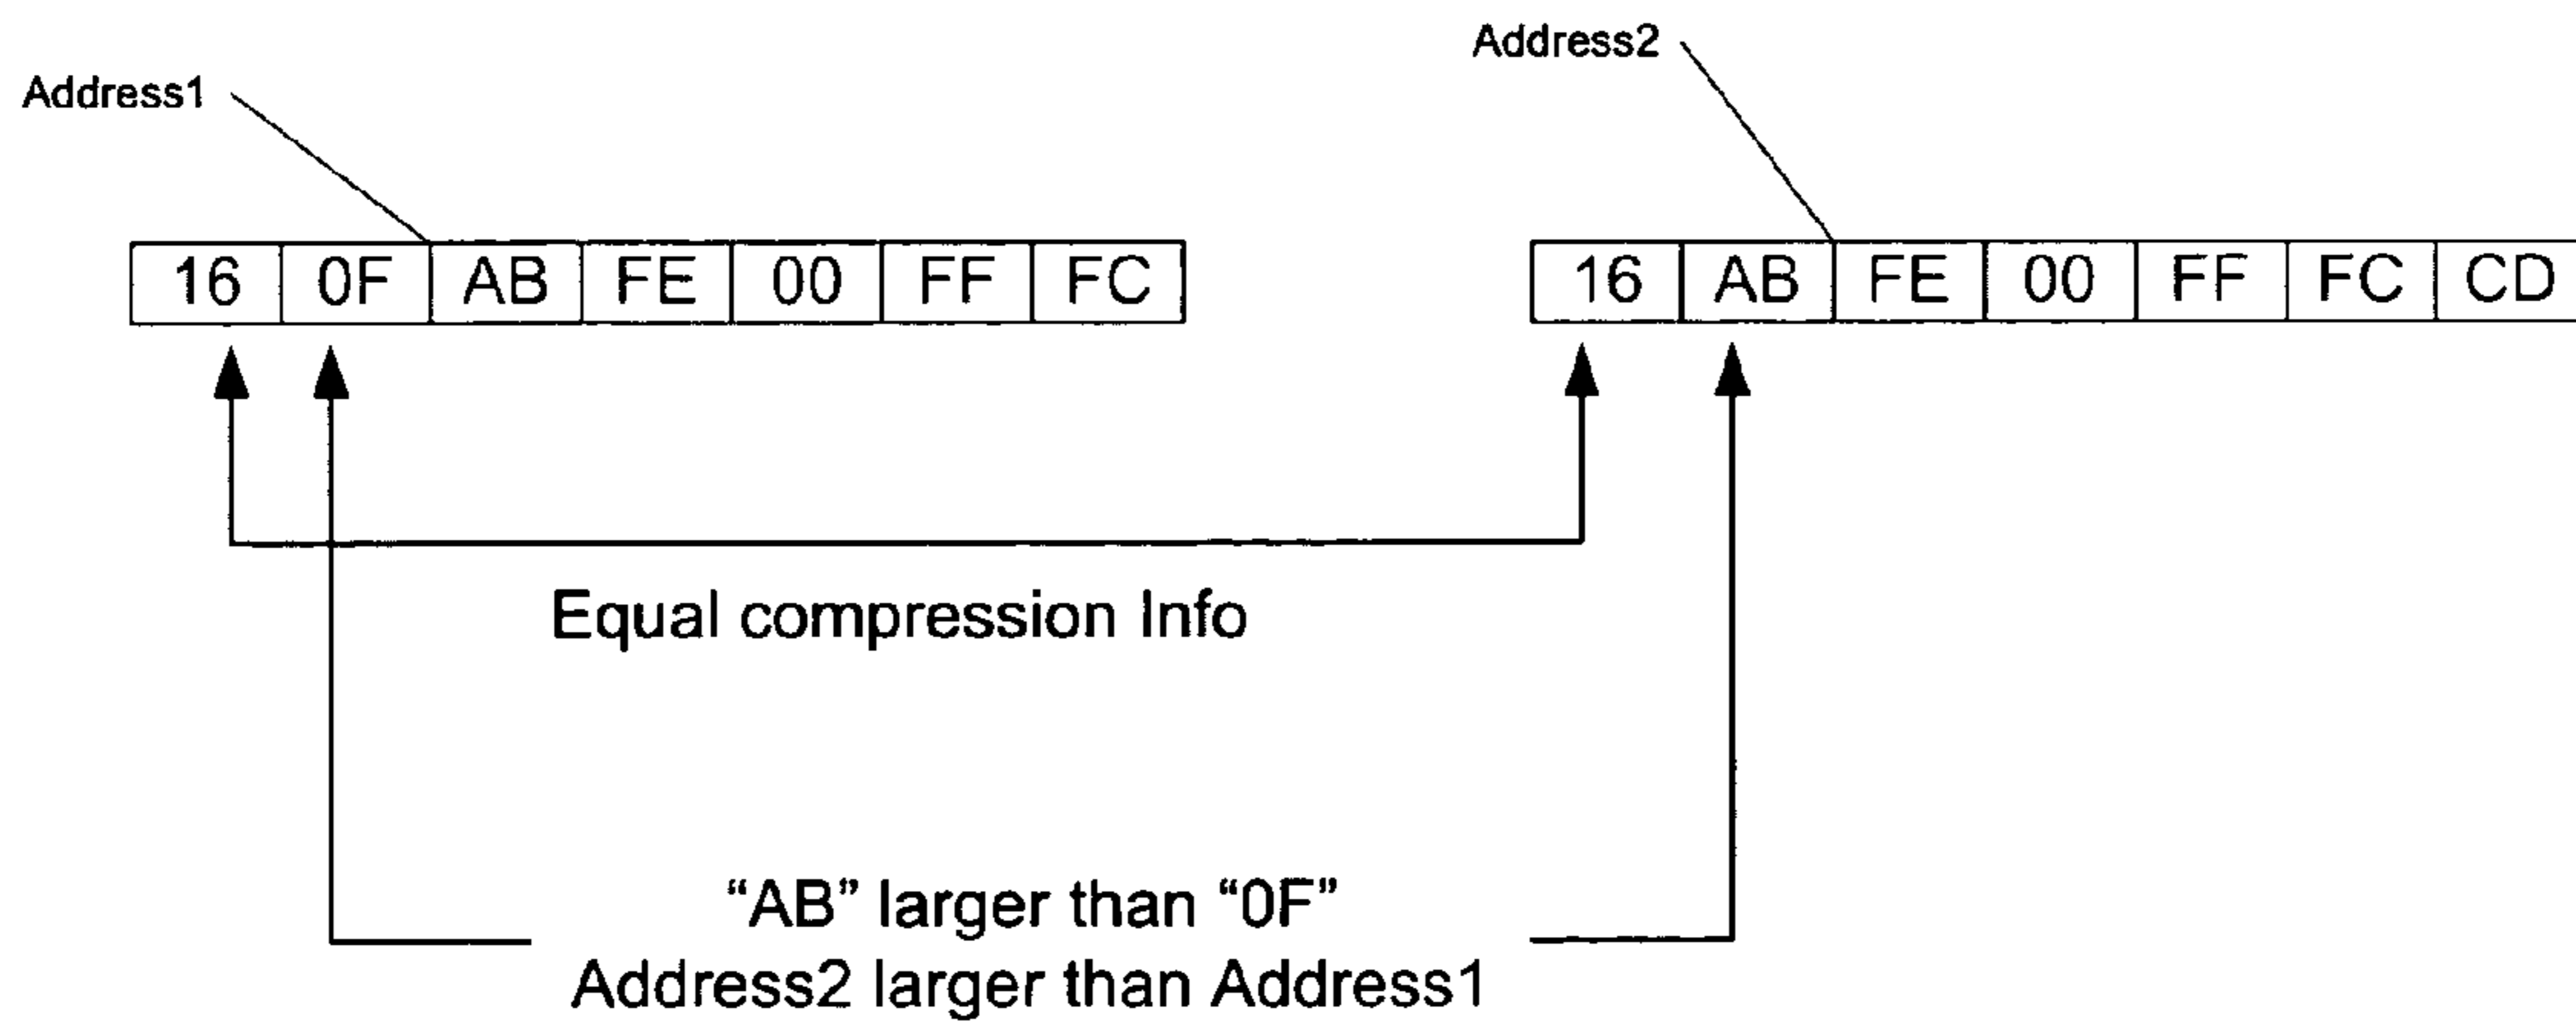 Address2
Address1
16 0F AB FE 00 FF FC
16 AB FE 00 FF FC CD
Equal compression Info
“AB” larger than “0F”
Address2 larger than Address1